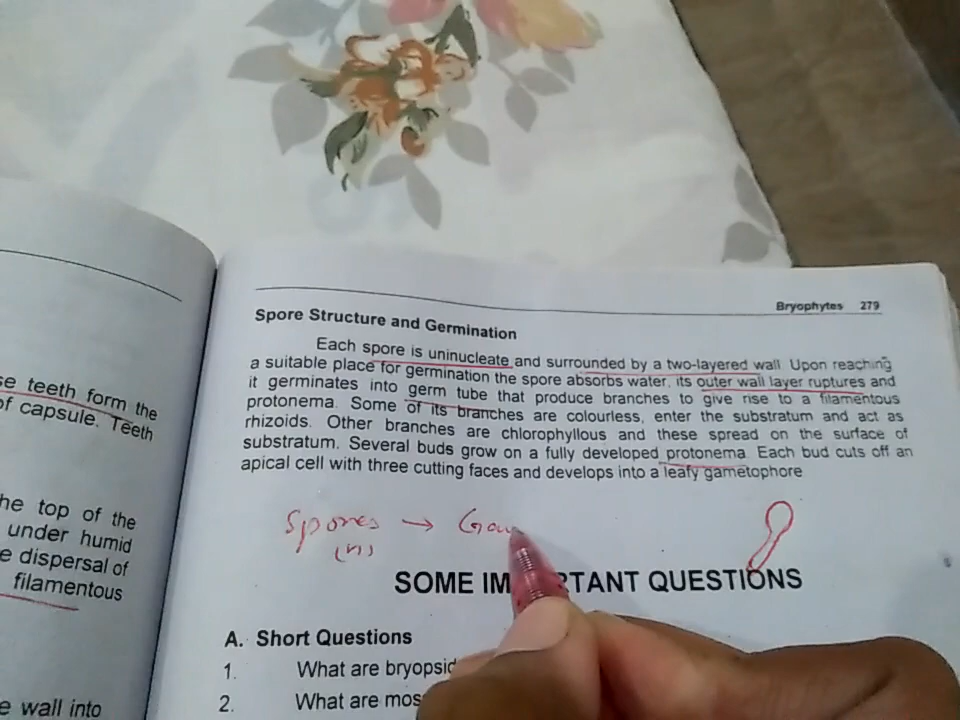 se teeth form the
of capsule. Teeth
he top of the
under humid
e dispersal of
filamentous
e wall into
Bryophytes 279
Spore Structure and Germination
Each spore is uninucleate and surrounded by a two-layered wall. Upon reaching
a suitable place for germination the spore absorbs water, its outer wall layer ruptures and
it germinates into germ tube that produce branches to give rise to a filamentous
protonema. Some of its branches are colourless, enter the substratum and act as
rhizoids. Other branches are chlorophyllous and these spread on the surface of
substratum. Several buds grow on a fully developed protonema. Each bud cuts off an
apical cell with three cutting faces and develops into a leafy gametophore
Spores → Ga
(n)
SOME IM TANT QUESTIONS
A. Short Questions
1. What are bryopsid
2. What are mos